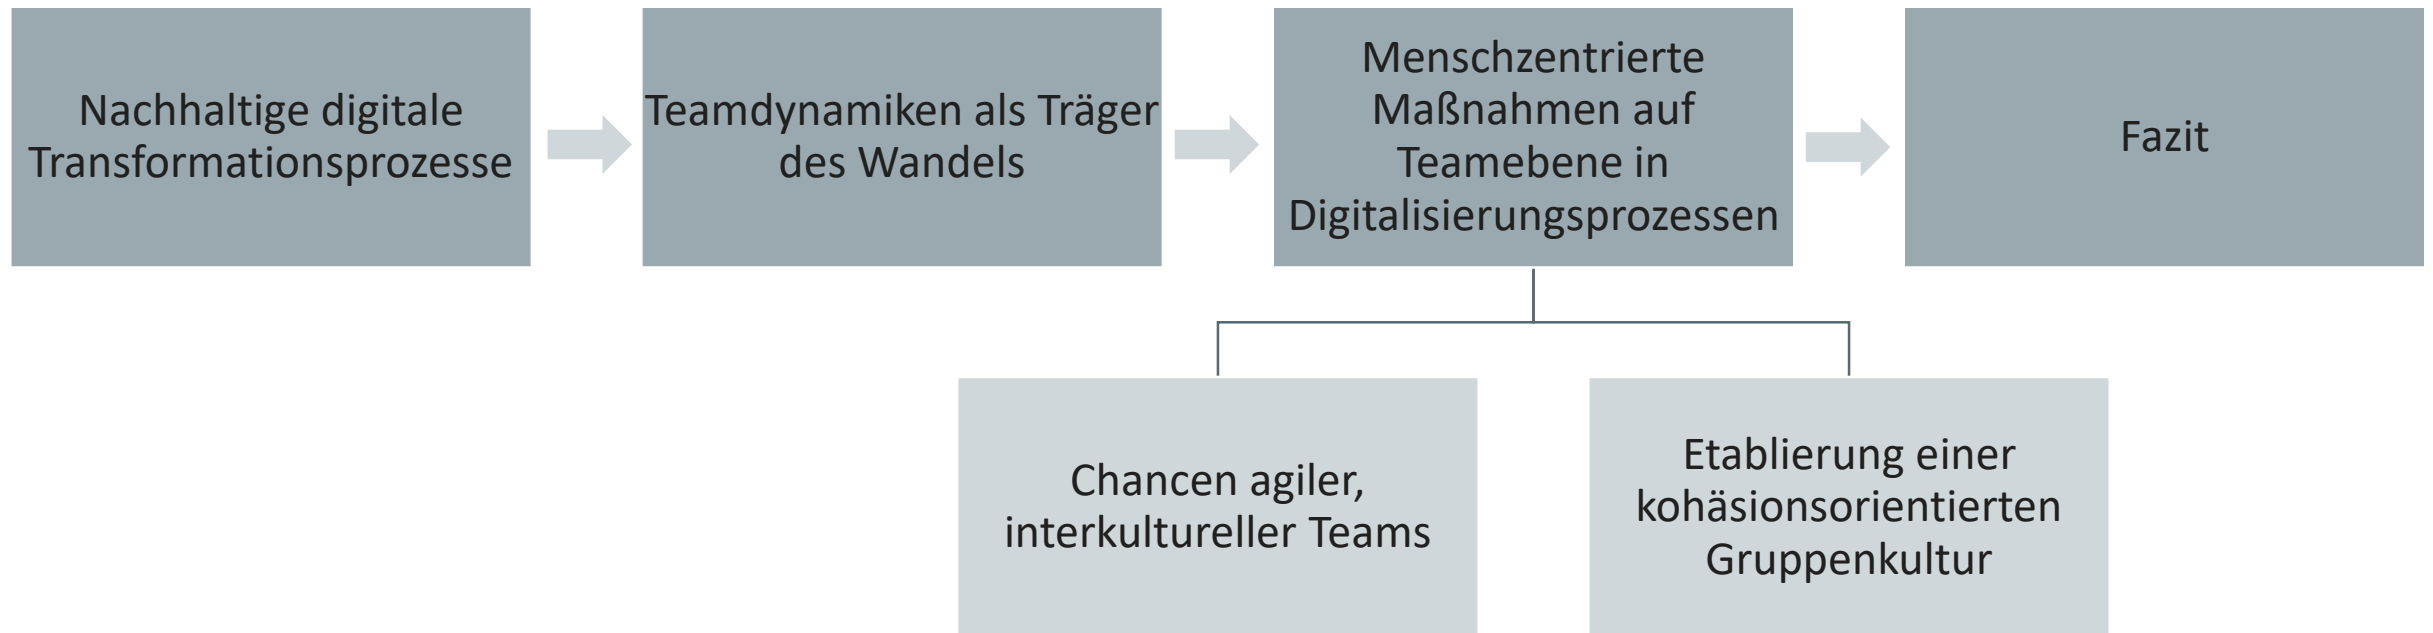 Nachhaltige digitale
Transformationsprozesse
Teamdynamiken als Träger
des Wandels
Menschzentrierte
Maßnahmen auf
Teamebene in
Digitalisierungsprozessen
Fazit
Chancen agiler,
interkultureller Teams
Etablierung einer
kohäsionsorientierten
Gruppenkultur